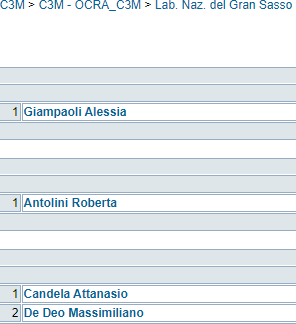 C3M > C3M - OCRA_C3M > Lab. Naz. del Gran Sasso
1 Giampaoli Alessia
1 Antolini Roberta
1 Candela Attanasio
2 De Deo Massimiliano